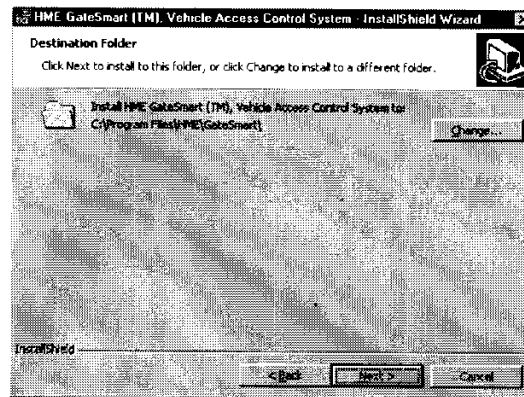 HME GateSmart (TM), Vehicle Access Control System - InstallShield Wizard
Destination Folder
Click Next to install to this folder, or click Change to install to a different folder.
Install HME GateSmart (TM), Vehicle Access Control System to:
C:\Program Files\HME\GateSmart\
Change...
InstallShield
< Back
Next >
Cancel